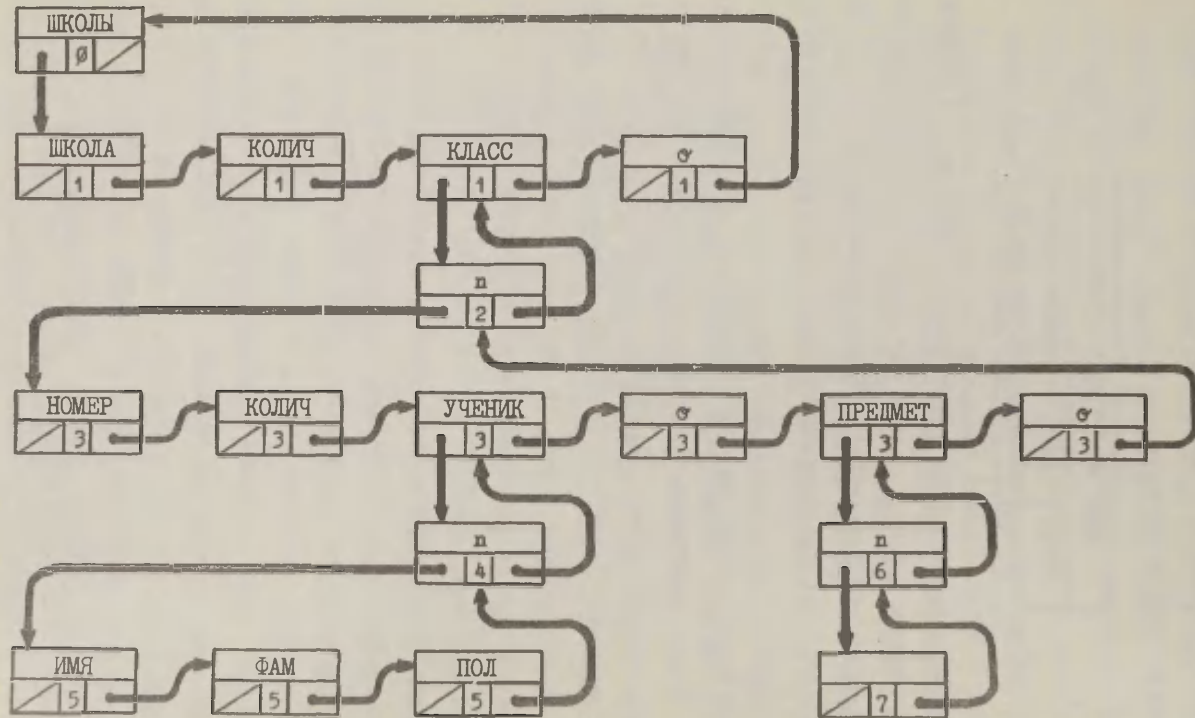 ШКОЛЫ
Ø
ШКОЛА КОЛИЧ КЛАСС σ
1 1 1 1
n
2
НОМЕР КОЛИЧ УЧЕНИК σ ПРЕДМЕТ σ
3 3 3 3 3 3
n n
4 6
ИМЯ ФАМ ПОЛ
5 5 5 7